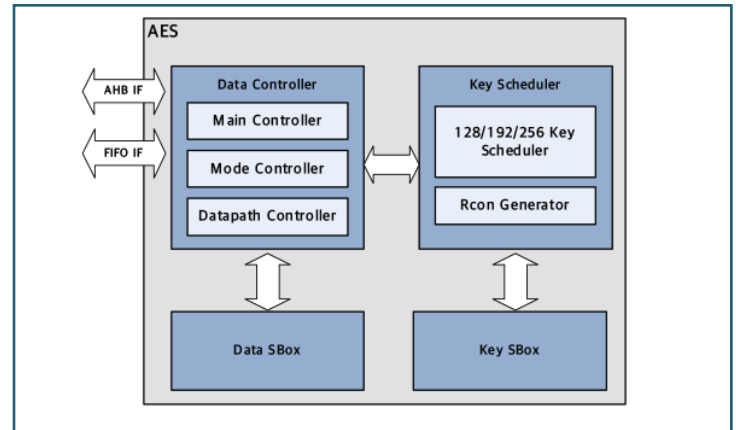 AES
AHB IF
FIFO IF
Data Controller
Main Controller
Mode Controller
Datapath Controller
Key Scheduler
128/192/256 Key
Scheduler
Rcon Generator
Data SBox
Key SBox